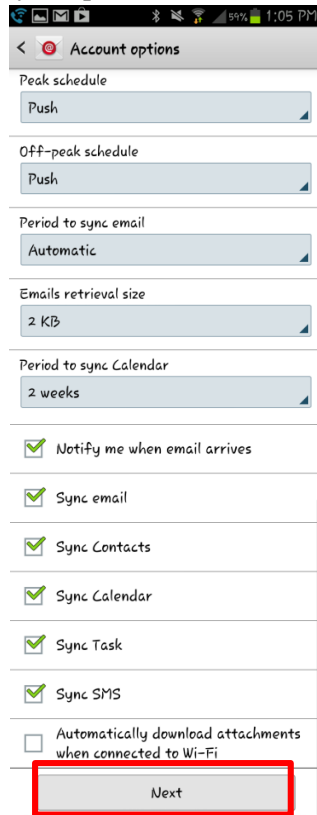 59% 1:05 PM
< Account options
Peak schedule
Push
Off-peak schedule
Push
Period to sync email
Automatic
Emails retrieval size
2 KB
Period to sync Calendar
2 weeks
Notify me when email arrives
Sync email
Sync Contacts
Sync Calendar
Sync Task
Sync SMS
Automatically download attachments
when connected to Wi-Fi
Next